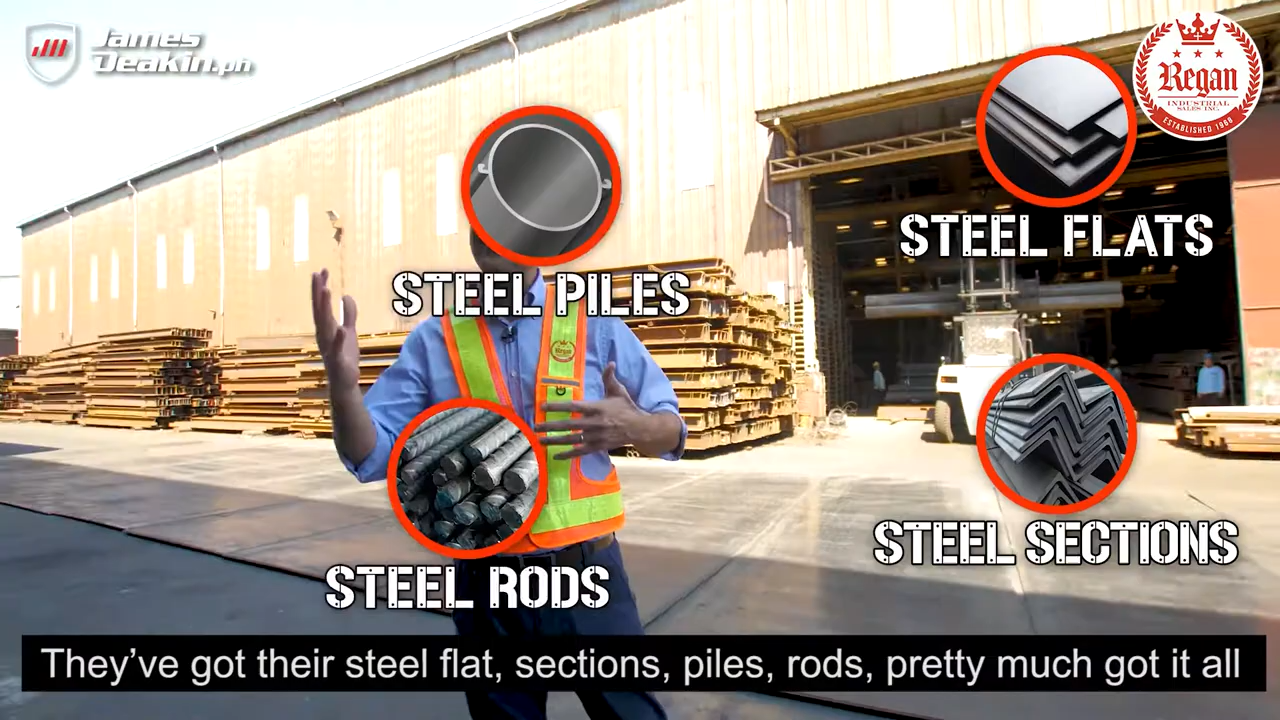 James
Deakin.ph
Regan
INDUSTRIAL
SALES INC.
ESTABLISHED 1968
STEEL FLATS
STEEL PILES
Regan
STEEL SECTIONS
STEEL RODS
They’ve got their steel flat, sections, piles, rods, pretty much got it all